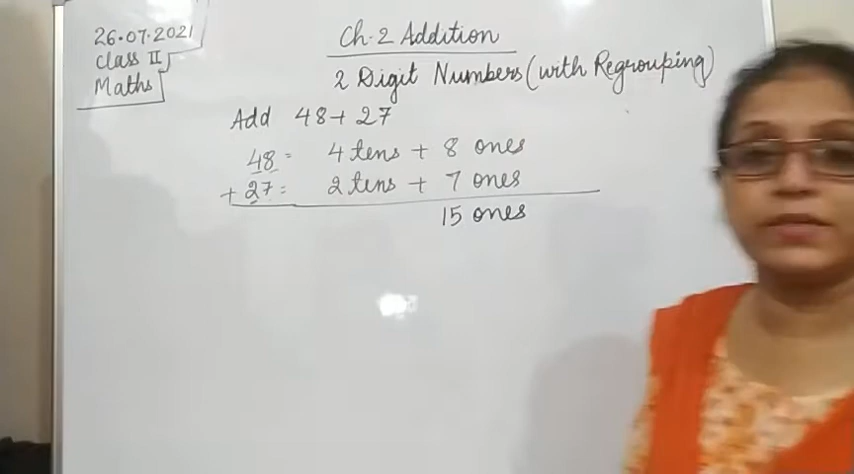 26.07.2021
Class II
Maths
Ch-2 Addition
2 Digit Numbers (with Regrouping)
Add 48+27
48 = 4 tens + 8 ones
+ 27 = 2 tens + 7 ones
15 ones